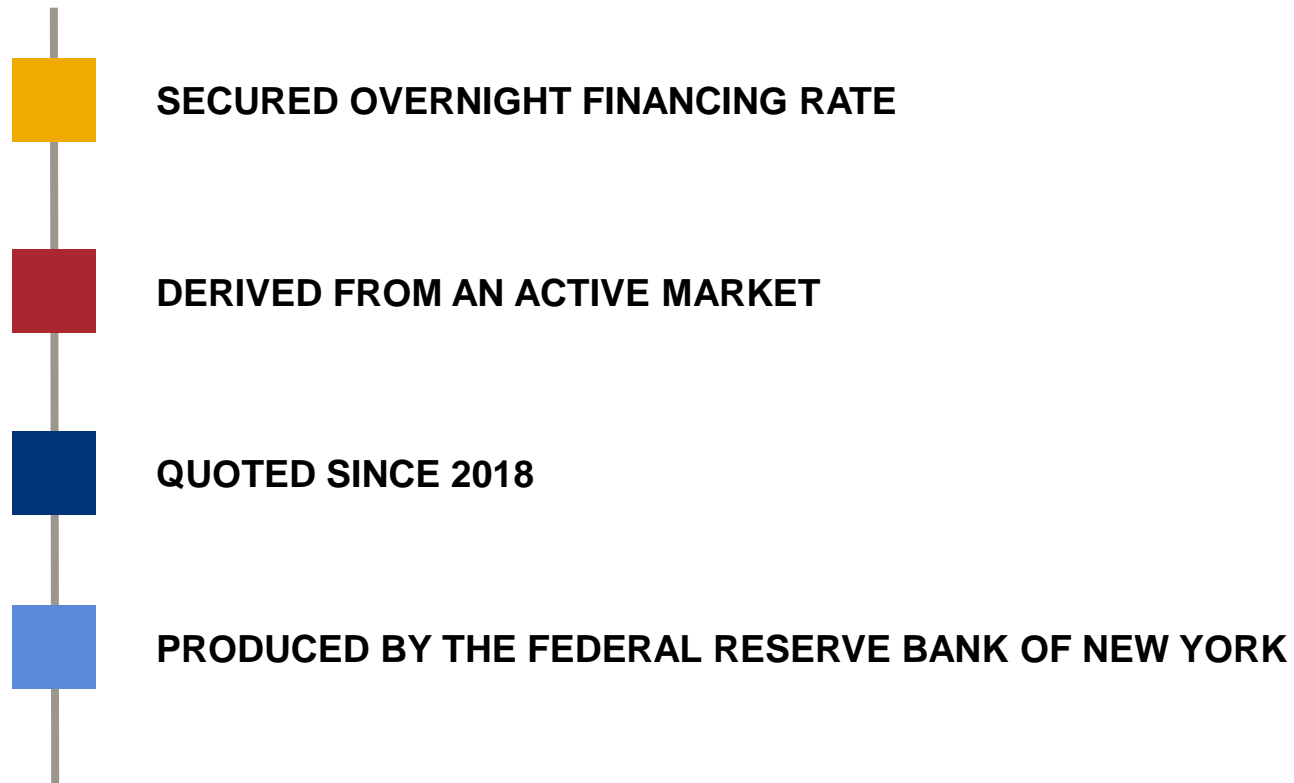 SECURED OVERNIGHT FINANCING RATE
DERIVED FROM AN ACTIVE MARKET
QUOTED SINCE 2018
PRODUCED BY THE FEDERAL RESERVE BANK OF NEW YORK